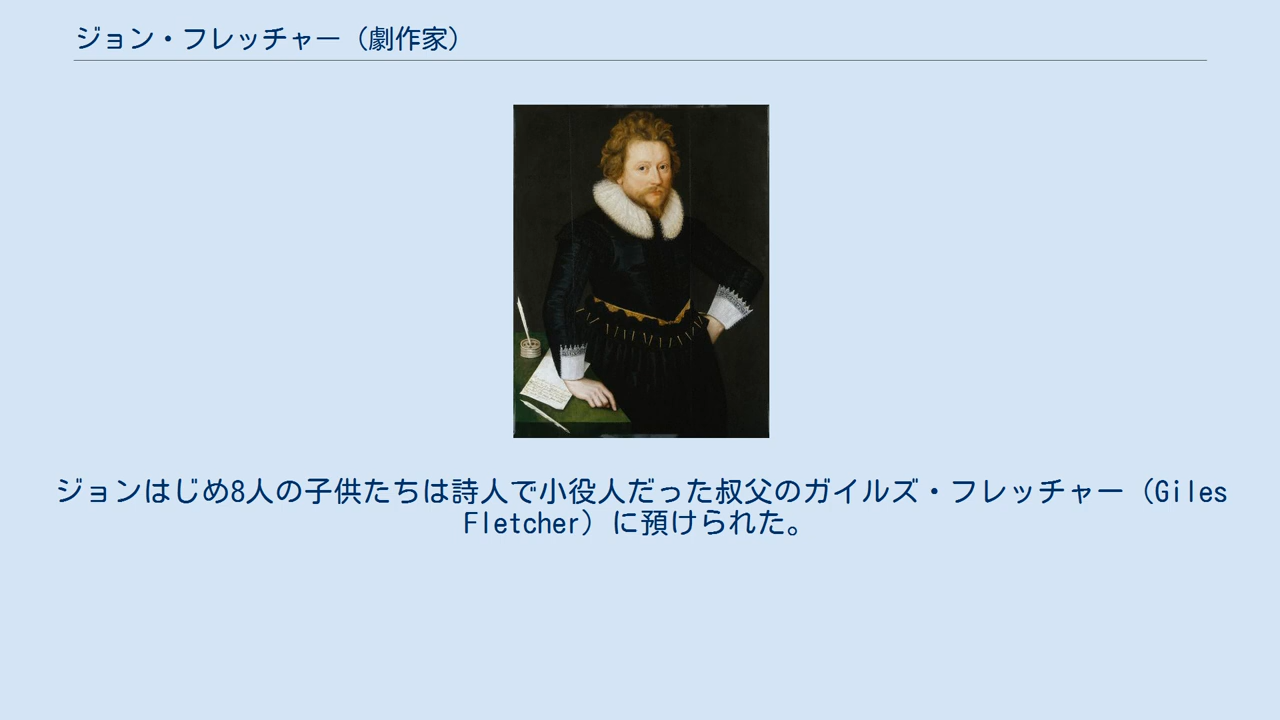 ジョン・フレッチャー（劇作家）
ジョンはじめ8人の子供たちは詩人で小役人だった叔父のガイルズ・フレッチャー（Giles
Fletcher）に預けられた。